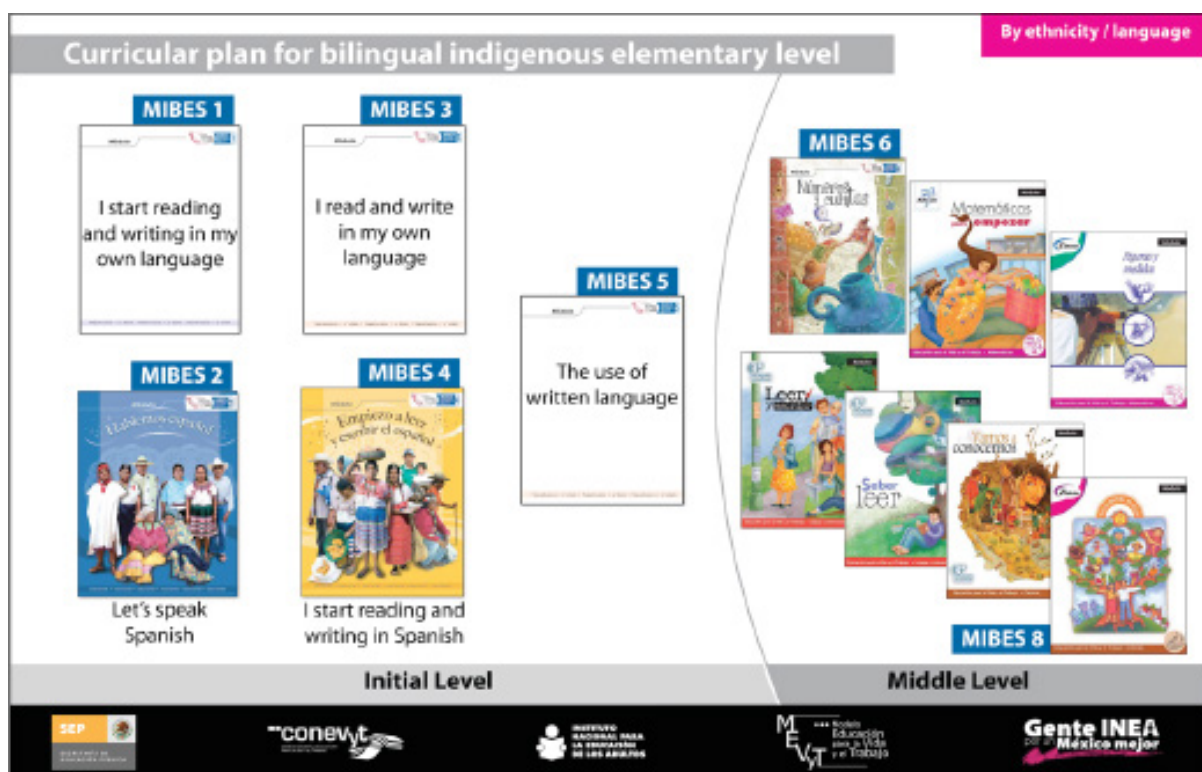 By ethnicity / language
Curricular plan for bilingual indigenous elementary level
MIBES 1
I start reading
and writing in my
own language
MIBES 3
I read and write
in my own
language
MIBES 2
Hablemos español
Let's speak
Spanish
MIBES 4
Empiezo a leer
y escribir el español
I start reading and
writing in Spanish
MIBES 5
The use of
written language
MIBES 6
Números
y cuentas
Matemáticas
para empezar
Figuras y
medidas
Leer y
Saber
leer
Vamos a
conocernos
MIBES 8
Initial Level
Middle Level
SEP
conevyt
INSTITUTO
NACIONAL PARA
LA EDUCACIÓN
DE LOS ADULTOS
MEVyT
Modelo
Educación
para la Vida
y el Trabajo
Gente INEA
por un México mejor